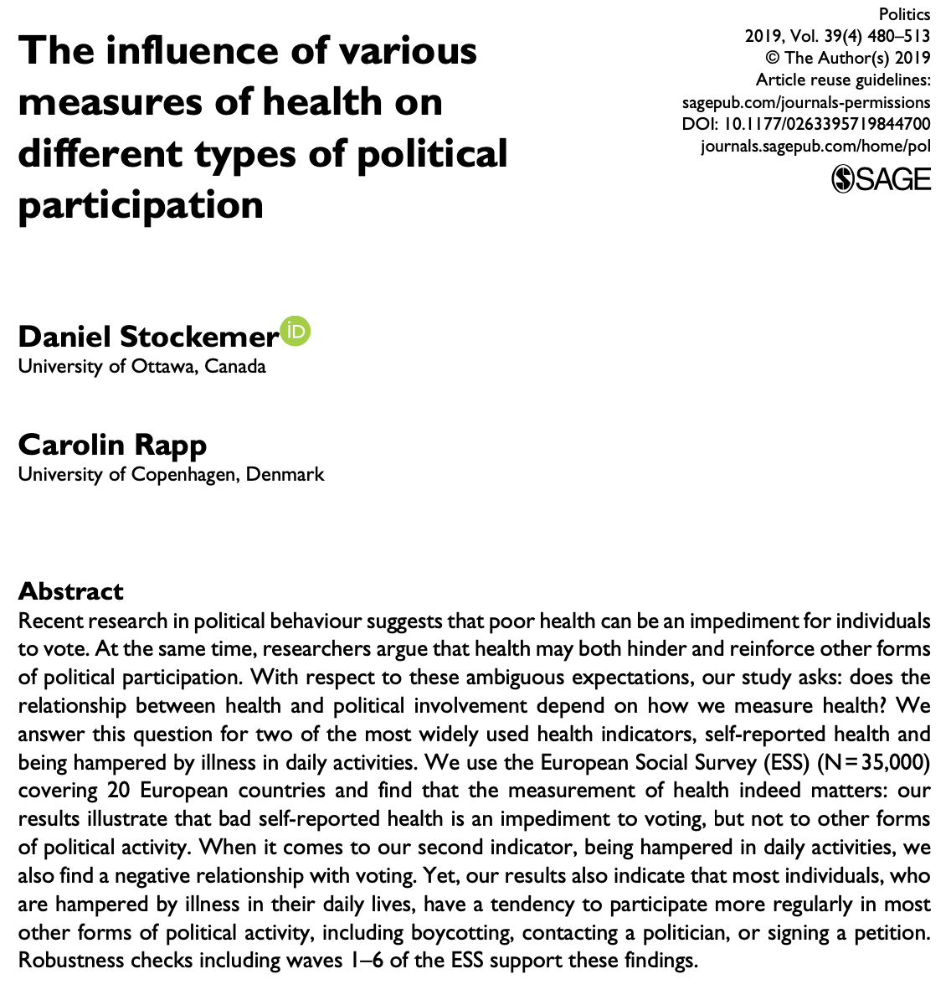 The influence of various
measures of health on
different types of political
participation
Politics
2019, Vol. 39(4) 480–513
© The Author(s) 2019
Article reuse guidelines:
sagepub.com/journals-permissions
DOI: 10.1177/0263395719844700
journals.sagepub.com/home/pol
SAGE
Daniel Stockemer iD
University of Ottawa, Canada
Carolin Rapp
University of Copenhagen, Denmark
Abstract
Recent research in political behaviour suggests that poor health can be an impediment for individuals
to vote. At the same time, researchers argue that health may both hinder and reinforce other forms
of political participation. With respect to these ambiguous expectations, our study asks: does the
relationship between health and political involvement depend on how we measure health? We
answer this question for two of the most widely used health indicators, self-reported health and
being hampered by illness in daily activities. We use the European Social Survey (ESS) (N = 35,000)
covering 20 European countries and find that the measurement of health indeed matters: our
results illustrate that bad self-reported health is an impediment to voting, but not to other forms
of political activity. When it comes to our second indicator, being hampered in daily activities, we
also find a negative relationship with voting. Yet, our results also indicate that most individuals, who
are hampered by illness in their daily lives, have a tendency to participate more regularly in most
other forms of political activity, including boycotting, contacting a politician, or signing a petition.
Robustness checks including waves 1–6 of the ESS support these findings.